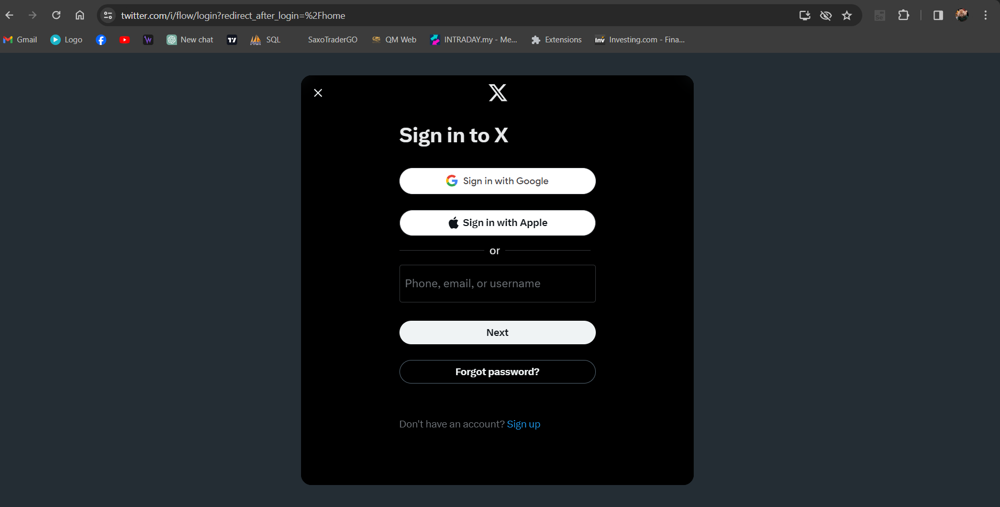 twitter.com/i/flow/login?redirect_after_login=%2Fhome
Gmail Logo New chat SQL SaxoTraderGO QM Web INTRADAY.my - Me... Extensions inv Investing.com - Fina...
X
Sign in to X
Sign in with Google
Sign in with Apple
or
Phone, email, or username
Next
Forgot password?
Don't have an account? Sign up